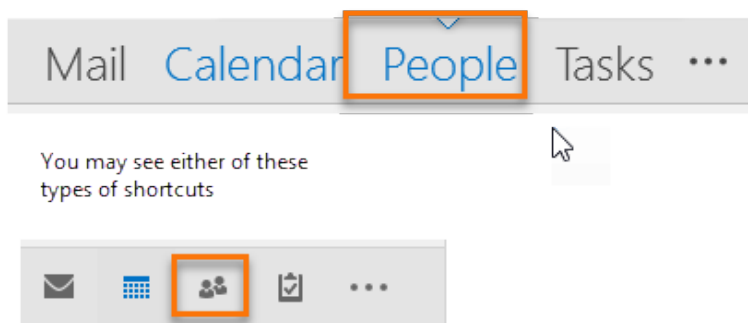 Mail Calendar People Tasks •••
You may see either of these
types of shortcuts